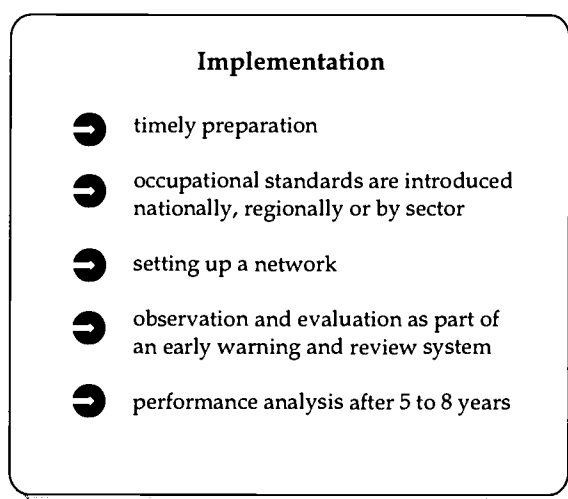 Implementation
timely preparation
occupational standards are introduced
nationally, regionally or by sector
setting up a network
observation and evaluation as part of
an early warning and review system
performance analysis after 5 to 8 years